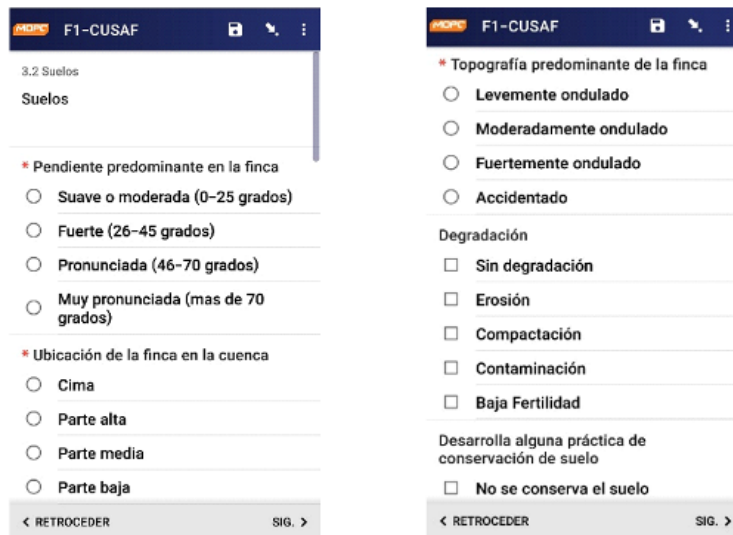 MOPC F1-CUSAF
3.2 Suelos
Suelos
* Pendiente predominante en la finca
Suave o moderada (0-25 grados)
Fuerte (26-45 grados)
Pronunciada (46-70 grados)
Muy pronunciada (mas de 70
grados)
* Ubicación de la finca en la cuenca
Cima
Parte alta
Parte media
Parte baja
< RETROCEDER SIG. >
MOPC F1-CUSAF
* Topografía predominante de la finca
Levemente ondulado
Moderadamente ondulado
Fuertemente ondulado
Accidentado
Degradación
Sin degradación
Erosión
Compactación
Contaminación
Baja Fertilidad
Desarrolla alguna práctica de
conservación de suelo
No se conserva el suelo
< RETROCEDER SIG. >